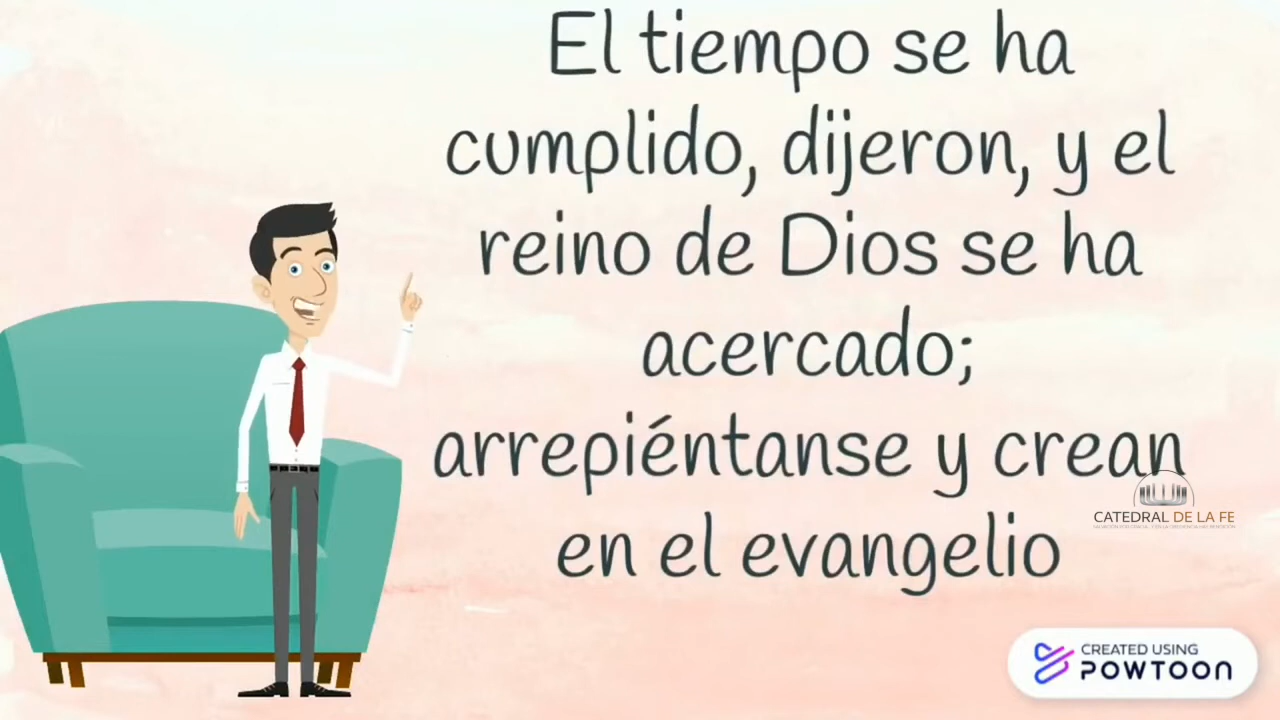 El tiempo se ha
cumplido, dijeron, y el
reino de Dios se ha
acercado;
arrepiéntanse y crean
en el evangelio
CATEDRAL DE LA FE
CREATED USING
POWTOON